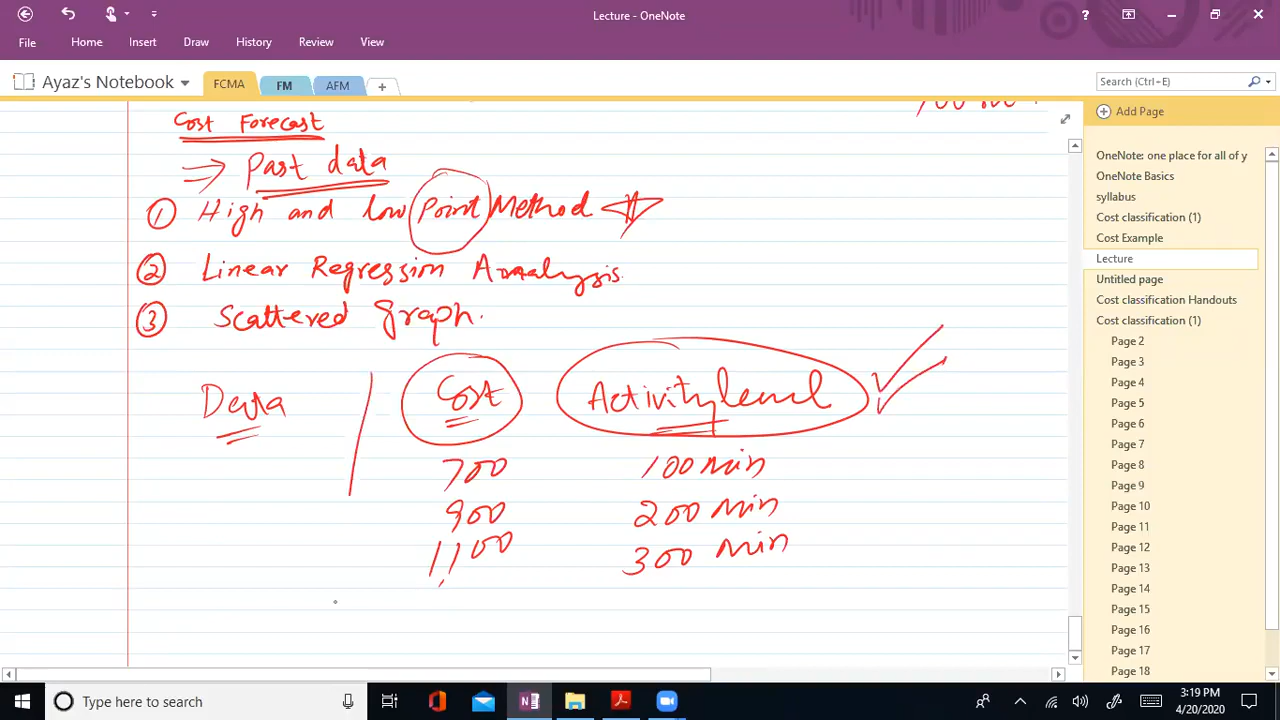 Lecture - OneNote
?
File Home Insert Draw History Review View
Ayaz's Notebook FCMA FM AFM +
Search (Ctrl+E)
Add Page
OneNote: one place for all of y
OneNote Basics
syllabus
Cost classification (1)
Cost Example
Lecture
Untitled page
Cost classification Handouts
Cost classification (1)
Page 2
Page 3
Page 4
Page 5
Page 6
Page 7
Page 8
Page 9
Page 10
Page 11
Page 12
Page 13
Page 14
Page 15
Page 16
Page 17
Page 18
Cost Forecast
⇒ Past data
① High and low Point Method
② Linear Regression Analysis.
③ Scattered Graph.
Data Cost Activity level
700 100 Min
900 200 Min
1,100 300 Min
Type here to search
3:19 PM
4/20/2020